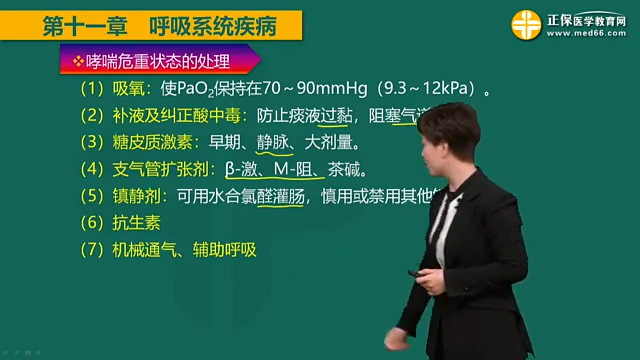 第十一章 呼吸系统疾病
正保医学教育网
www.med66.com
哮喘危重状态的处理
（1）吸氧：使PaO₂保持在70～90mmHg（9.3～12kPa）。
（2）补液及纠正酸中毒：防止痰液过黏，阻塞气道
（3）糖皮质激素：早期、静脉、大剂量。
（4）支气管扩张剂：β-激、M-阻、茶碱。
（5）镇静剂：可用水合氯醛灌肠，慎用或禁用其他
（6）抗生素
（7）机械通气、辅助呼吸